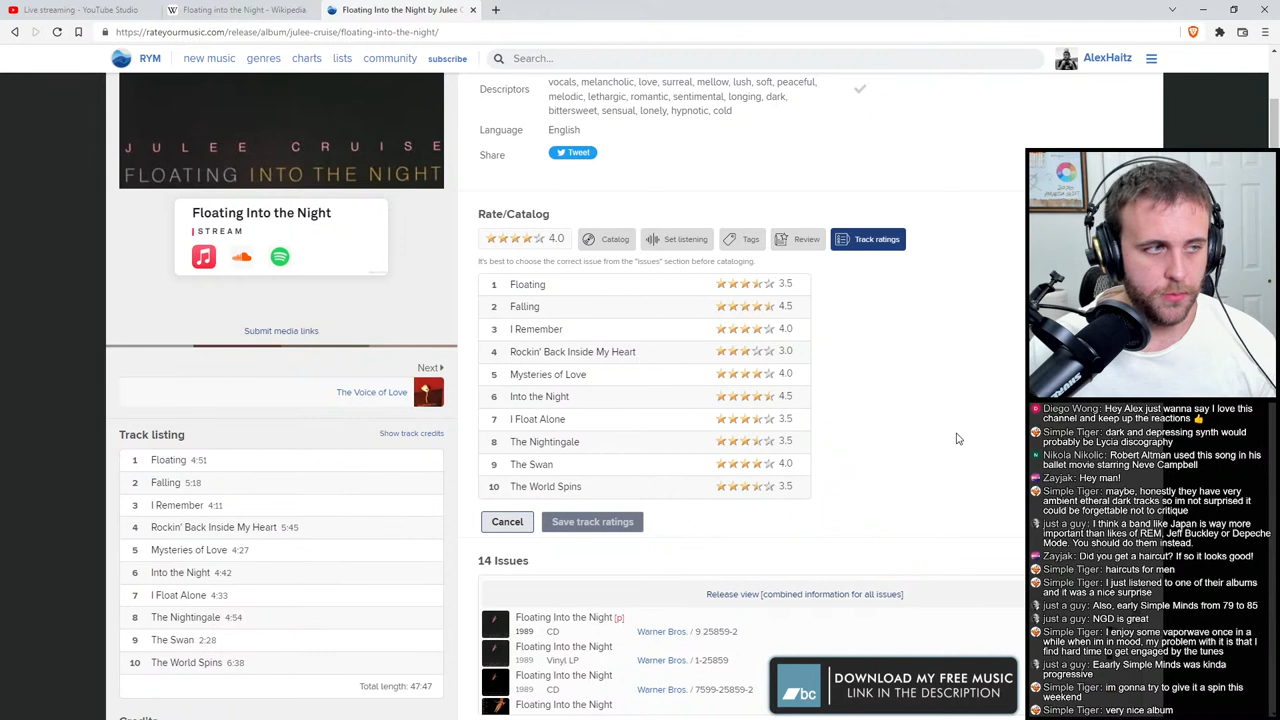 Live streaming - YouTube Studio
Floating into the Night - Wikipedia
Floating Into the Night by Julee C
https://rateyourmusic.com/release/album/julee-cruise/floating-into-the-night/
RYM
new music
genres
charts
lists
community
subscribe
Search...
AlexHaitz
JULEE CRUISE
FLOATING INTO THE NIGHT
Floating Into the Night
STREAM
Submit media links
Next
The Voice of Love
Track listing
Show track credits
1 Floating 4:51
2 Falling 5:18
3 I Remember 4:11
4 Rockin' Back Inside My Heart 5:45
5 Mysteries of Love 4:27
6 Into the Night 4:42
7 I Float Alone 4:33
8 The Nightingale 4:54
9 The Swan 2:28
10 The World Spins 6:38
Total length: 47:47
Credits
Descriptors
vocals, melancholic, love, surreal, mellow, lush, soft, peaceful,
melodic, lethargic, romantic, sentimental, longing, dark,
bittersweet, sensual, lonely, hypnotic, cold
Language
English
Share
Tweet
Rate/Catalog
4.0
Catalog
Set listening
Tags
Review
Track ratings
It's best to choose the correct issue from the "issues" section before cataloging.
1 Floating 3.5
2 Falling 4.5
3 I Remember 4.0
4 Rockin' Back Inside My Heart 3.0
5 Mysteries of Love 4.0
6 Into the Night 4.5
7 I Float Alone 3.5
8 The Nightingale 3.5
9 The Swan 4.0
10 The World Spins 3.5
Cancel
Save track ratings
14 Issues
Release view [combined information for all issues]
Floating Into the Night [p]
1989 CD Warner Bros. / 9 25859-2
Floating Into the Night
1989 Vinyl LP Warner Bros. / 1-25859
Floating Into the Night
1989 CD Warner Bros. / 7599-25859-2
Floating Into the Night
bc
DOWNLOAD MY FREE MUSIC
LINK IN THE DESCRIPTION
Diego Wong: Hey Alex just wanna say I love this
channel and keep up the reactions 👍
Simple Tiger: dark and depressing synth would
probably be Lycia discography
Nikola Nikolic: Robert Altman used this song in his
ballet movie starring Neve Campbell
Zayjak: Hey man!
Simple Tiger: maybe, honestly they have very
ambient etheral dark tracks so im not surprised it
could be forgettable not to critique
just a guy: I think a band like Japan is way more
important than likes of REM, Jeff Buckley or Depeche
Mode. You should do them instead.
Zayjak: Did you get a haircut? If so it looks good!
Simple Tiger: haircuts for men
Simple Tiger: I just listened to one of their albums
and it was a nice surprise
just a guy: Also, early Simple Minds from 79 to 85
just a guy: NGD is great
Simple Tiger: I enjoy some vaporwave once in a
while when im in mood, my problem with it is that I
find hard time to get engaged by the tunes
just a guy: Eaarly Simple Minds was kinda
progressive
Simple Tiger: im gonna try to give it a spin this
weekend
Simple Tiger: very nice album